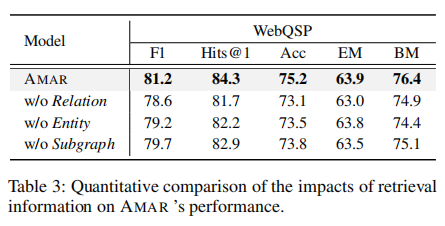 Model WebQSP
F1 Hits@1 Acc EM BM
AMAR 81.2 84.3 75.2 63.9 76.4
w/o Relation 78.6 81.7 73.1 63.0 74.9
w/o Entity 79.2 82.2 73.5 63.8 74.4
w/o Subgraph 79.7 82.9 73.8 63.5 75.1
Table 3: Quantitative comparison of the impacts of retrieval
information on AMAR 's performance.